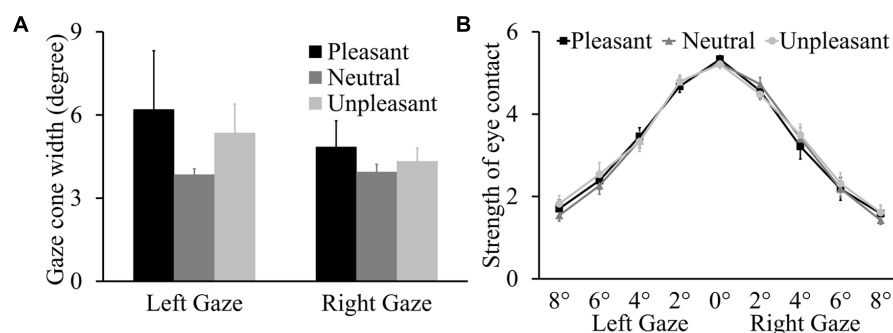 A
Gaze cone width (degree)
9
6
3
0
Pleasant
Neutral
Unpleasant
Left Gaze
Right Gaze
B
Strength of eye contact
6
4
2
0
Pleasant Neutral Unpleasant
8° 6° 4° 2° 0° 2° 4° 6° 8°
Left Gaze Right Gaze